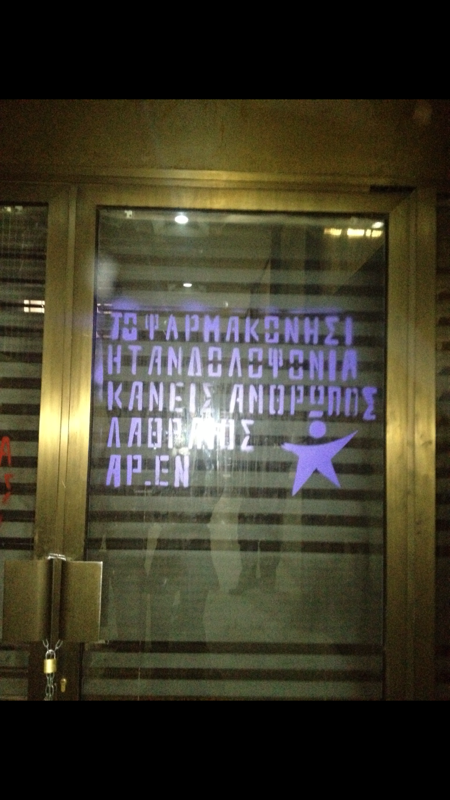 ΤΟ ΦΑΡΜΑΚΟΝΗΣΙ
ΗΤΑΝ ΔΟΛΟΦΟΝΙΑ
ΚΑΝΕΙΣ ΑΝΘΡΩΠΟΣ
ΛΑΘΡΑΙΟΣ
ΑΡ.ΕΝ